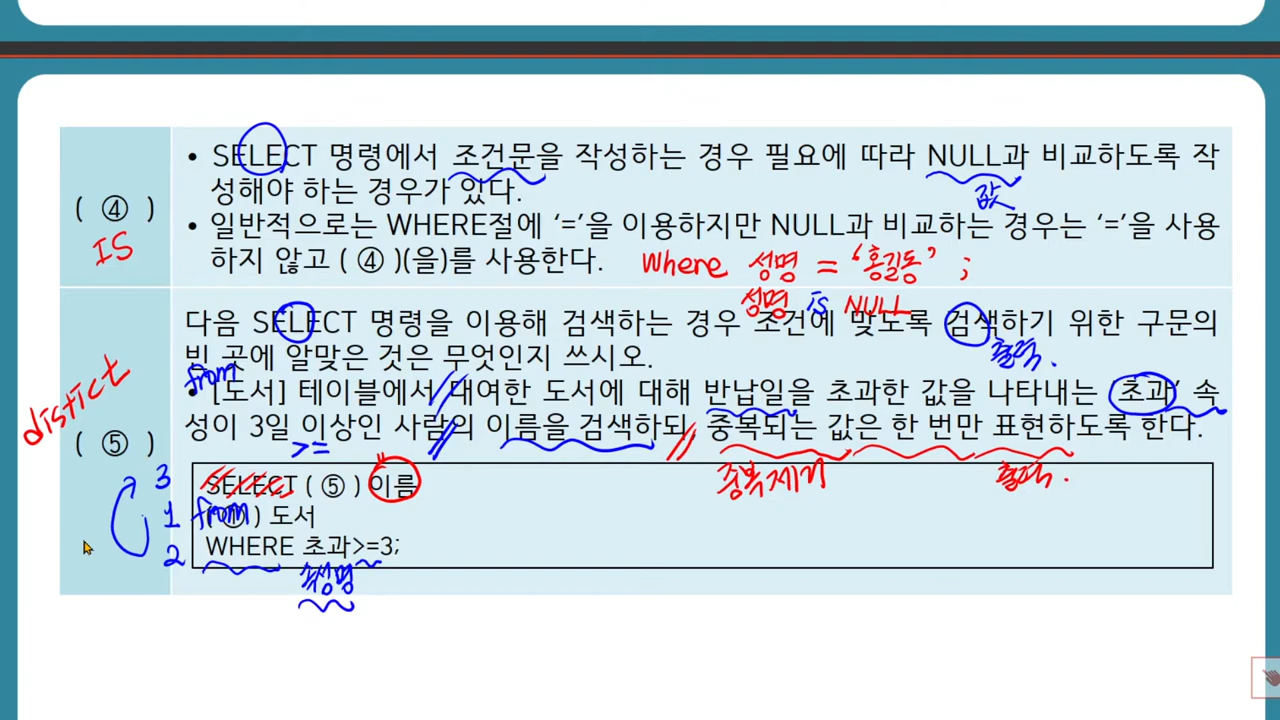 ( ④ )
IS
• SELECT 명령에서 조건문을 작성하는 경우 필요에 따라 NULL과 비교하도록 작
성해야 하는 경우가 있다.
값
• 일반적으로는 WHERE절에 ‘=’을 이용하지만 NULL과 비교하는 경우는 ‘=’을 사용
하지 않고 ( ④ )(을)를 사용한다.
Where 성명 = ‘홍길동’ ;
성명 is NULL
distict
( ⑤ )
다음 SELECT 명령을 이용해 검색하는 경우 조건에 맞도록 검색하기 위한 구문의
빈 곳에 알맞은 것은 무엇인지 쓰시오.
출력.
from
• [도서] 테이블에서 대여한 도서에 대해 반납일을 초과한 값을 나타내는 ‘초과’ 속
성이 3일 이상인 사람의 이름을 검색하되, 중복되는 값은 한 번만 표현하도록 한다.
>=
중복제거
출력.
3
SELECT ( ⑤ ) 이름
1
from
) 도서
2
WHERE 초과>=3;
속성명